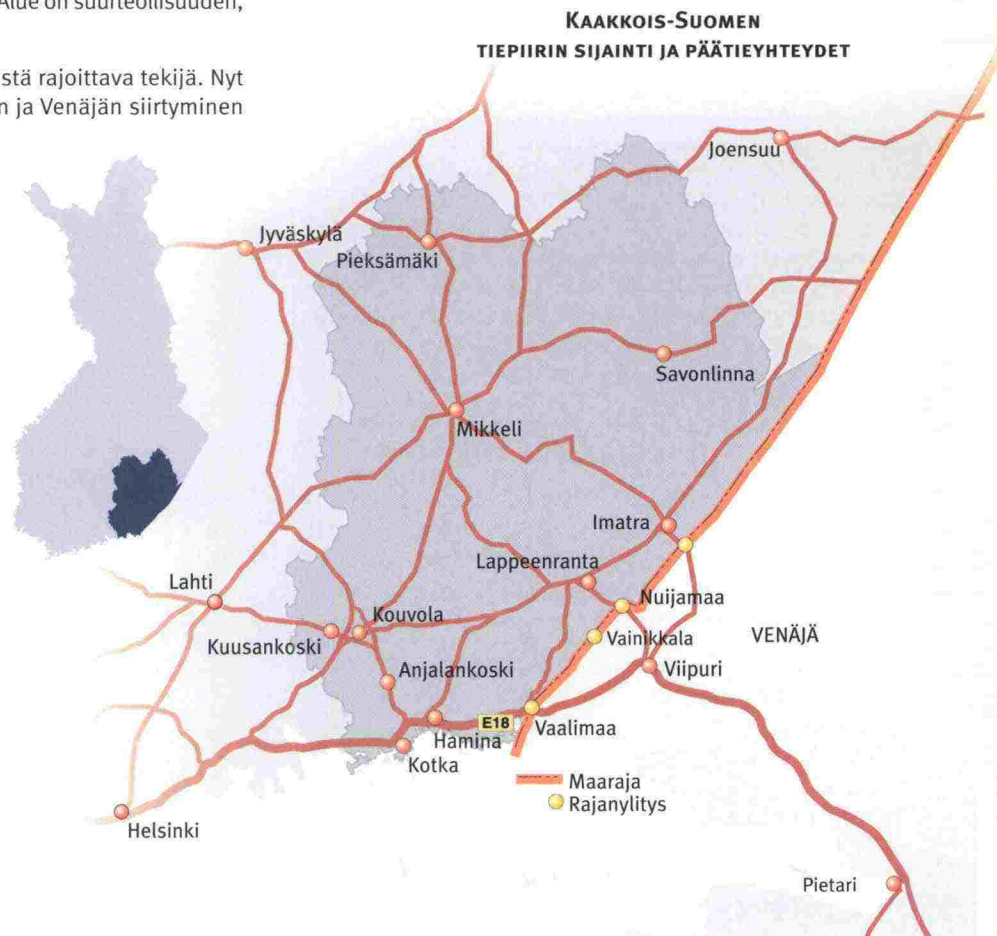 Alue on suurteollisuuden,
stä rajoittava tekijä. Nyt
n ja Venäjän siirtyminen
KAAKKOIS-SUOMEN
TIEPIIRIN SIJAINTI JA PÄÄTIEYHTEYDET
Joensuu
Jyväskylä
Pieksämäki
Savonlinna
Mikkeli
Imatra
Lappeenranta
Lahti
Nuijamaa
Kouvola
Kuusankoski
Vainikkala
VENÄJÄ
Anjalankoski
Viipuri
E18
Vaalimaa
Hamina
Kotka
Maaraja
Rajanylitys
Helsinki
Pietari